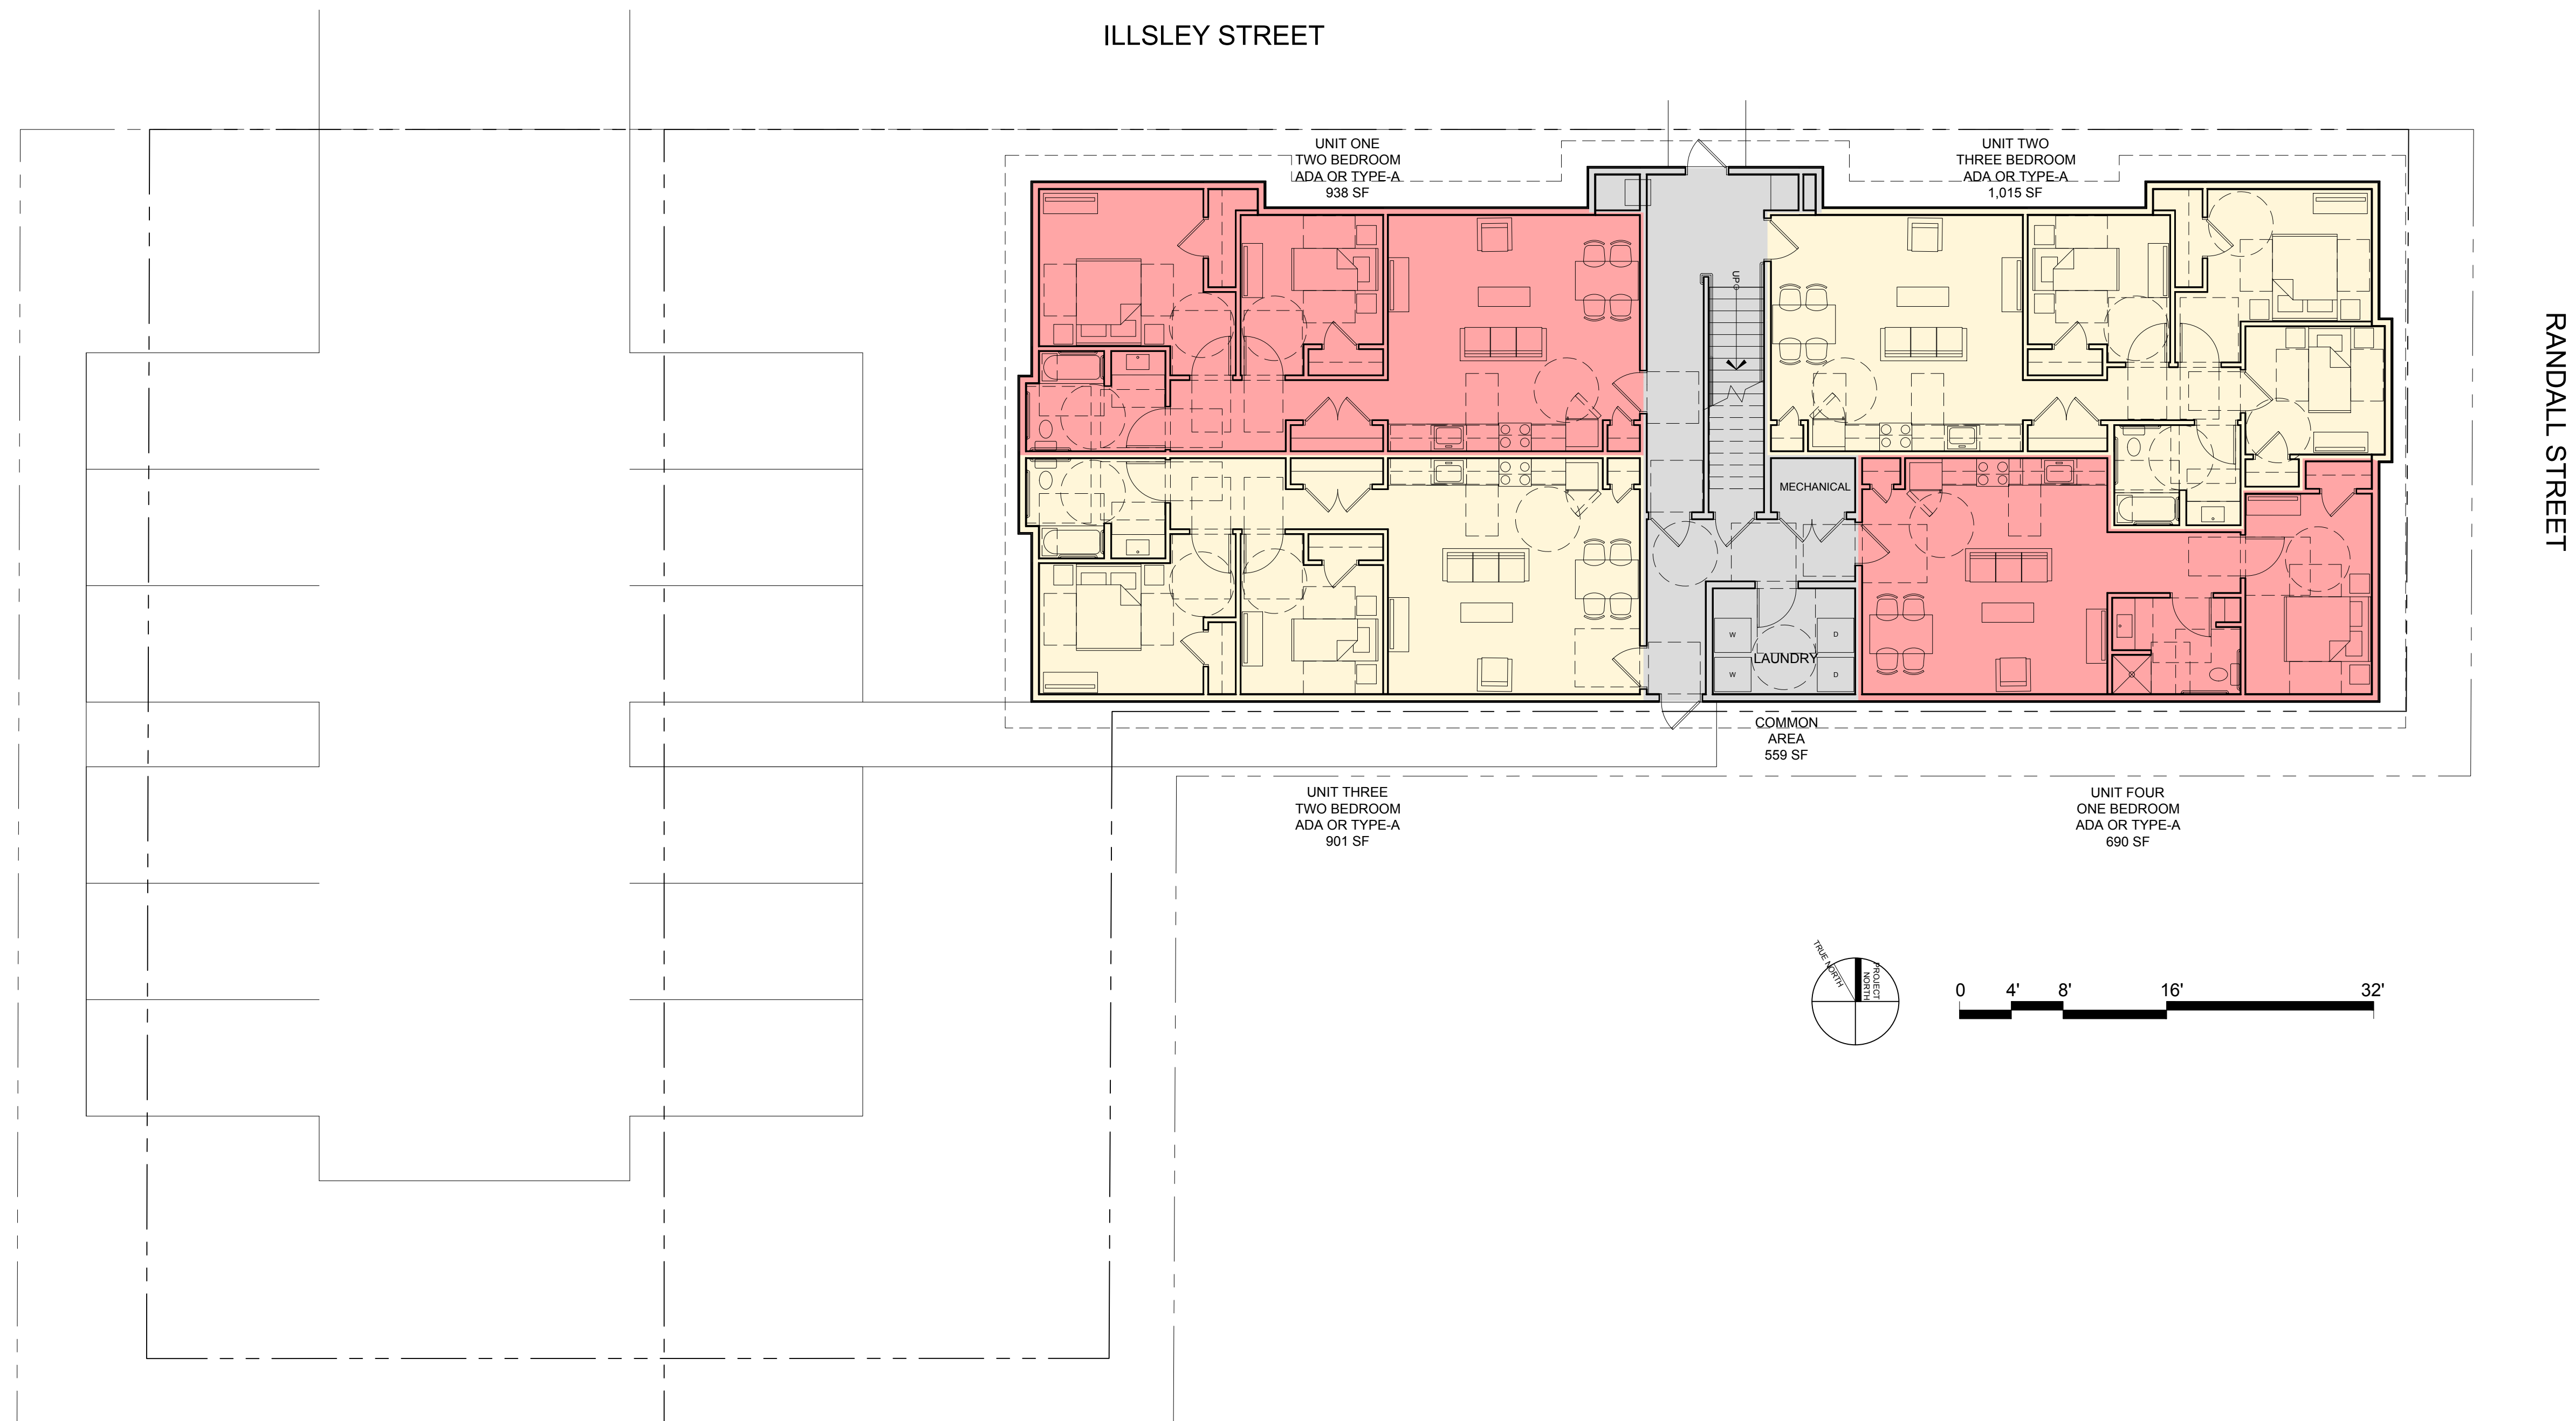 ILLSLEY STREET
UNIT ONE
TWO BEDROOM
ADA OR TYPE-A
938 SF
UNIT TWO
THREE BEDROOM
ADA OR TYPE-A
1,015 SF
RANDALL STREET
UP
MECHANICAL
W
D
LAUNDRY
W
D
COMMON
AREA
559 SF
UNIT THREE
TWO BEDROOM
ADA OR TYPE-A
901 SF
UNIT FOUR
ONE BEDROOM
ADA OR TYPE-A
690 SF
TRUE NORTH
PROJECT
NORTH
0 4' 8' 16' 32'